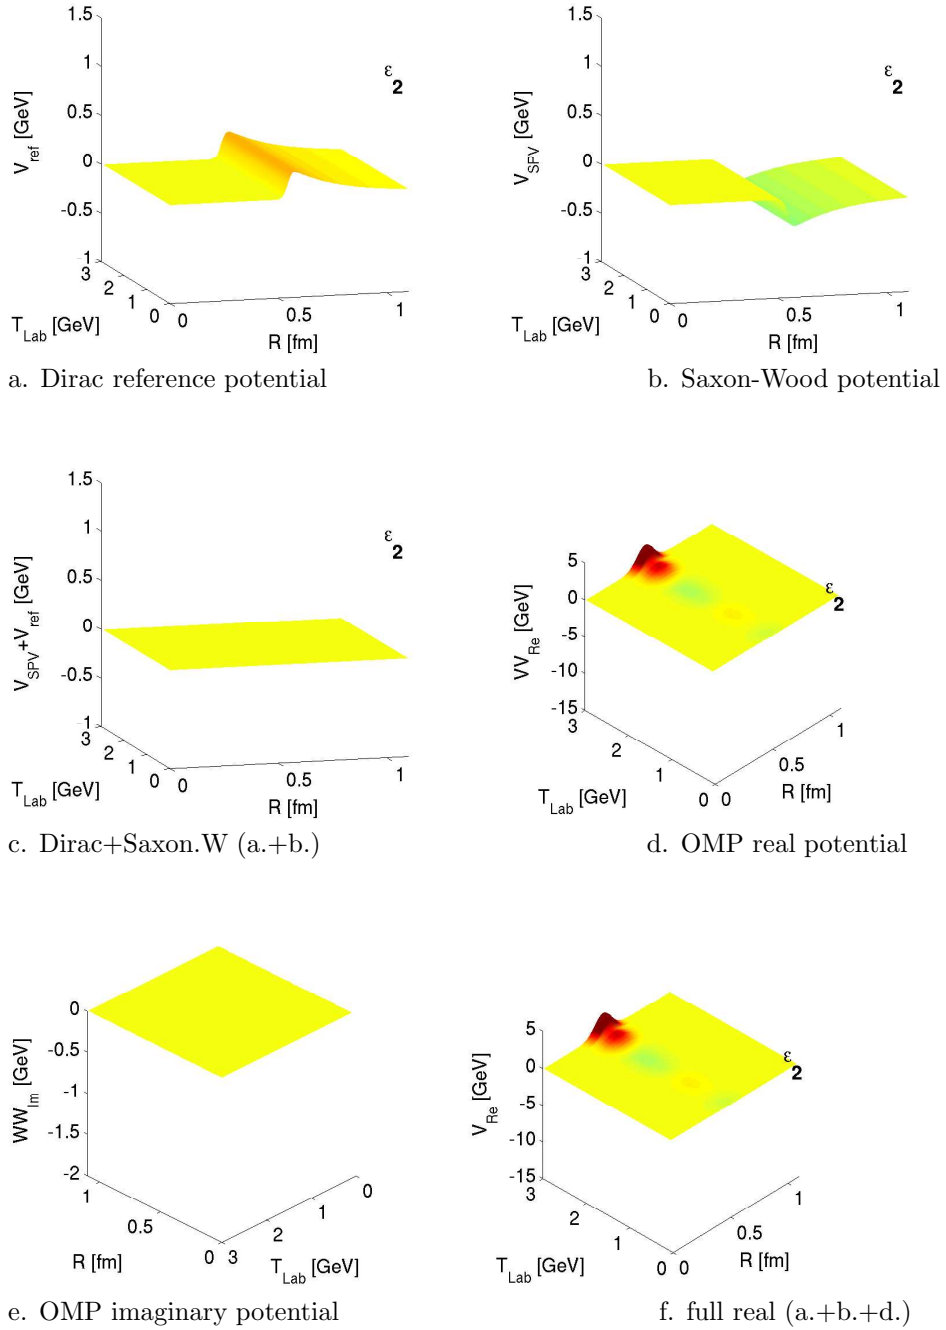 1.5
1
0.5
0
-0.5
-1
V_ref [GeV]
ε_2
3
2
1
0
T_Lab [GeV]
0
0.5
1
R [fm]
a. Dirac reference potential
1.5
1
0.5
0
-0.5
-1
V_SFV [GeV]
ε_2
3
2
1
0
T_Lab [GeV]
0
0.5
1
R [fm]
b. Saxon-Wood potential
1.5
1
0.5
0
-0.5
-1
V_SPV+V_ref [GeV]
ε_2
3
2
1
0
T_Lab [GeV]
0
0.5
1
R [fm]
c. Dirac+Saxon.W (a.+b.)
5
0
-5
-10
-15
VV_Re [GeV]
ε_2
3
2
1
0
T_Lab [GeV]
0
0.5
1
R [fm]
d. OMP real potential
0
-0.5
-1
-1.5
-2
WW_Im [GeV]
1
0.5
0
R [fm]
3
2
1
0
T_Lab [GeV]
e. OMP imaginary potential
5
0
-5
-10
-15
V_Re [GeV]
ε_2
3
2
1
0
T_Lab [GeV]
0
0.5
1
R [fm]
f. full real (a.+b.+d.)